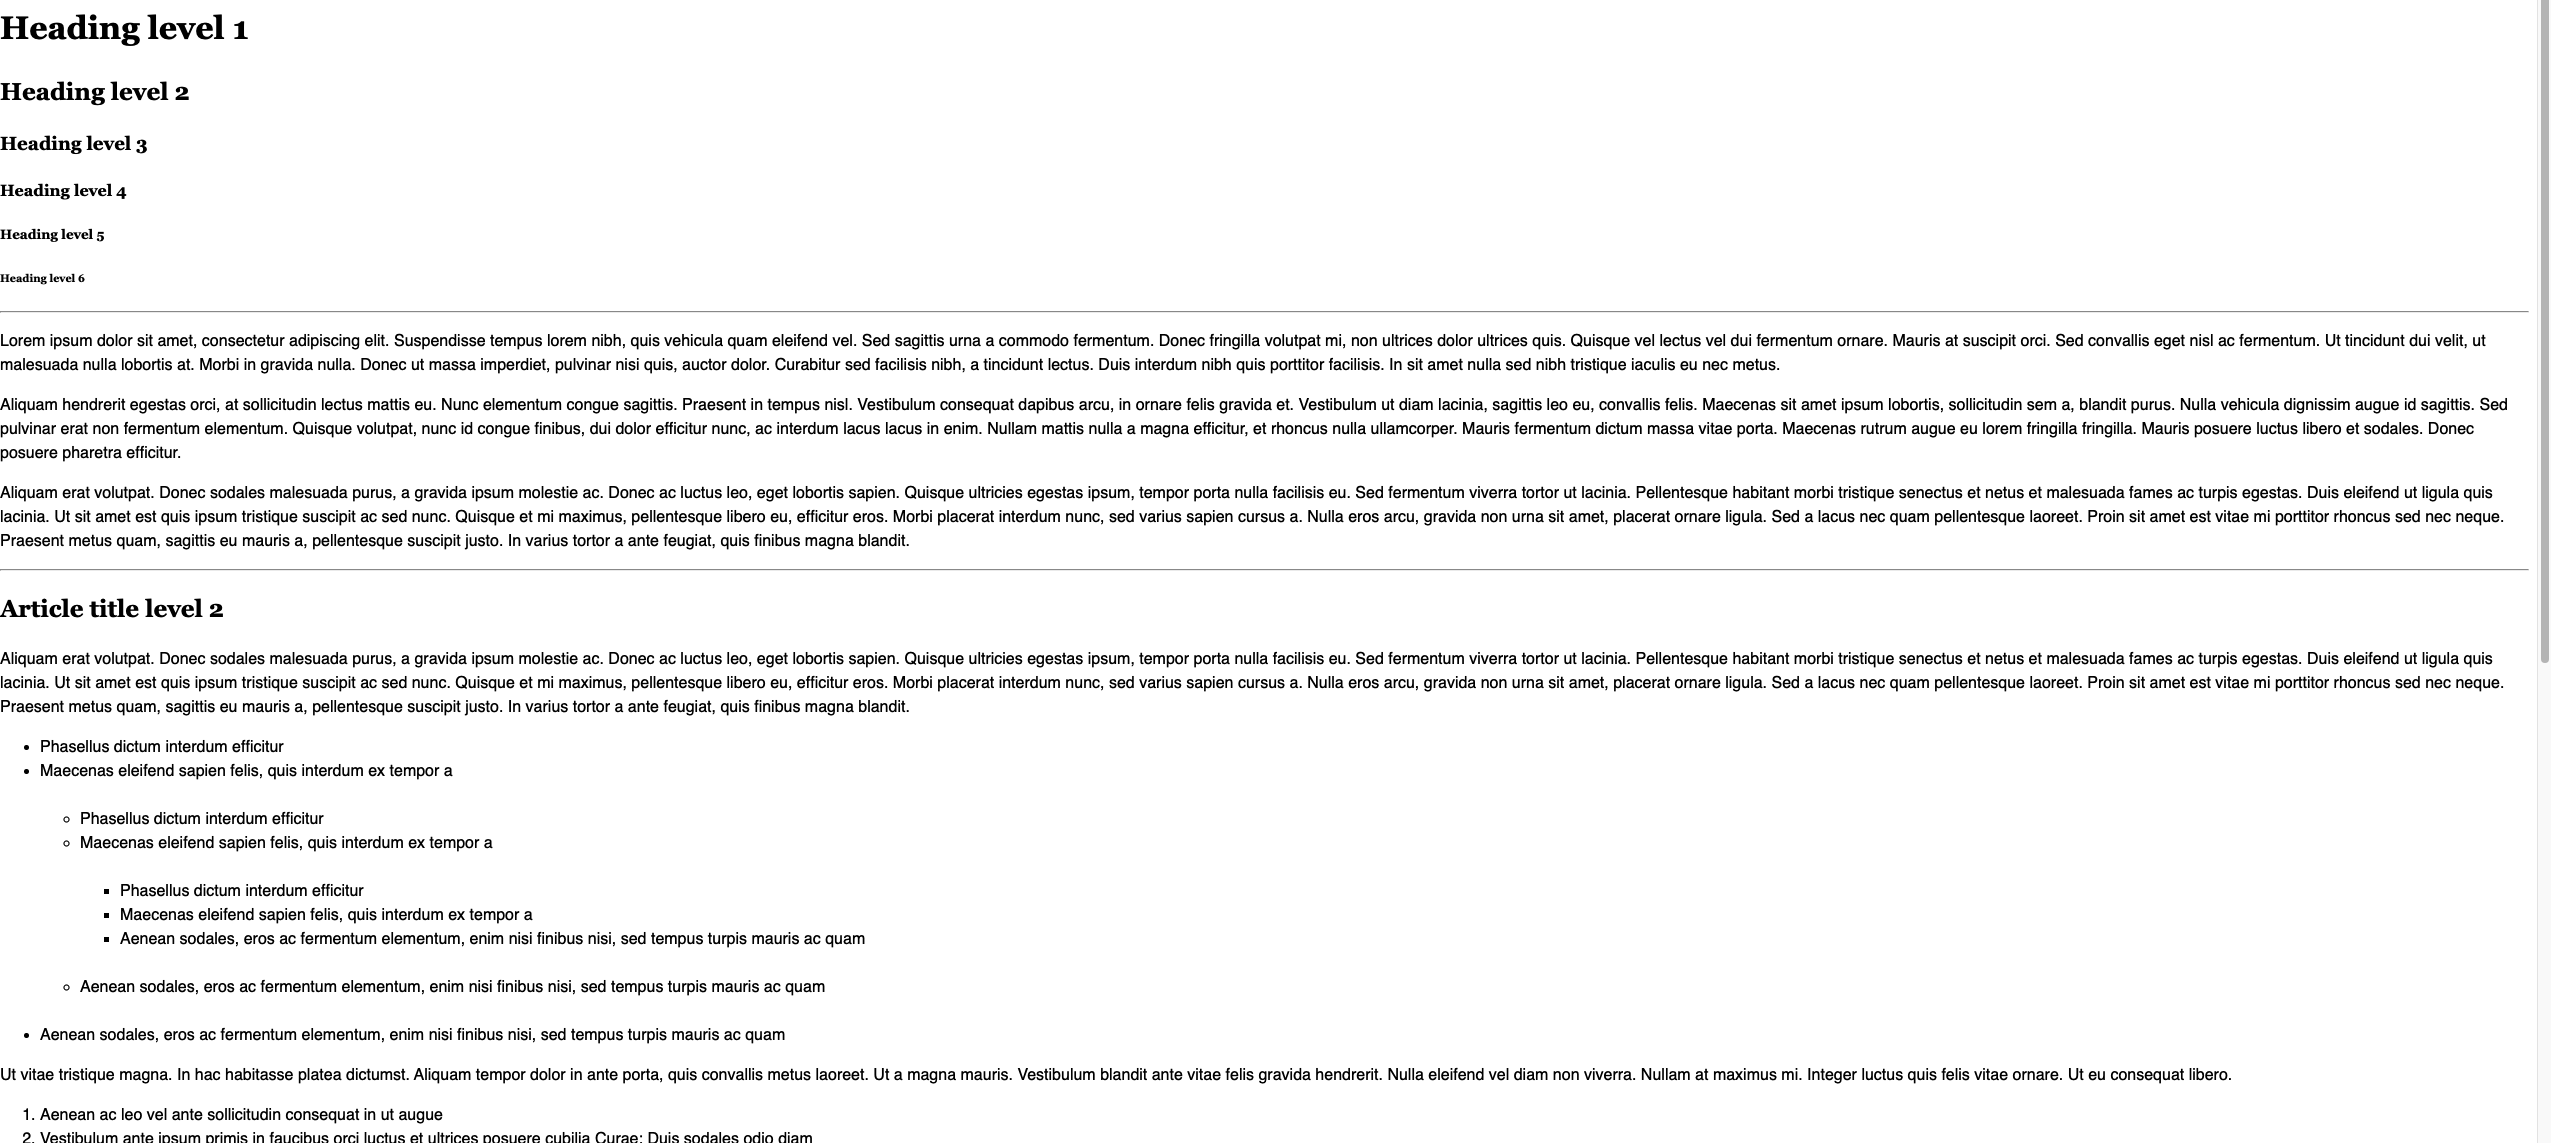 Heading level 1
Heading level 2
Heading level 3
Heading level 4
Heading level 5
Heading level 6
Lorem ipsum dolor sit amet, consectetur adipiscing elit. Suspendisse tempus lorem nibh, quis vehicula quam eleifend vel. Sed sagittis urna a commodo fermentum. Donec fringilla volutpat mi, non ultrices dolor ultrices quis. Quisque vel lectus vel dui fermentum ornare. Mauris at suscipit orci. Sed convallis eget nisl ac fermentum. Ut tincidunt dui velit, ut
malesuada nulla lobortis at. Morbi in gravida nulla. Donec ut massa imperdiet, pulvinar nisi quis, auctor dolor. Curabitur sed facilisis nibh, a tincidunt lectus. Duis interdum nibh quis porttitor facilisis. In sit amet nulla sed nibh tristique iaculis eu nec metus.
Aliquam hendrerit egestas orci, at sollicitudin lectus mattis eu. Nunc elementum congue sagittis. Praesent in tempus nisl. Vestibulum consequat dapibus arcu, in ornare felis gravida et. Vestibulum ut diam lacinia, sagittis leo eu, convallis felis. Maecenas sit amet ipsum lobortis, sollicitudin sem a, blandit purus. Nulla vehicula dignissim augue id sagittis. Sed
pulvinar erat non fermentum elementum. Quisque volutpat, nunc id congue finibus, dui dolor efficitur nunc, ac interdum lacus lacus in enim. Nullam mattis nulla a magna efficitur, et rhoncus nulla ullamcorper. Mauris fermentum dictum massa vitae porta. Maecenas rutrum augue eu lorem fringilla fringilla. Mauris posuere luctus libero et sodales. Donec
posuere pharetra efficitur.
Aliquam erat volutpat. Donec sodales malesuada purus, a gravida ipsum molestie ac. Donec ac luctus leo, eget lobortis sapien. Quisque ultricies egestas ipsum, tempor porta nulla facilisis eu. Sed fermentum viverra tortor ut lacinia. Pellentesque habitant morbi tristique senectus et netus et malesuada fames ac turpis egestas. Duis eleifend ut ligula quis
lacinia. Ut sit amet est quis ipsum tristique suscipit ac sed nunc. Quisque et mi maximus, pellentesque libero eu, efficitur eros. Morbi placerat interdum nunc, sed varius sapien cursus a. Nulla eros arcu, gravida non urna sit amet, placerat ornare ligula. Sed a lacus nec quam pellentesque laoreet. Proin sit amet est vitae mi porttitor rhoncus sed nec neque.
Praesent metus quam, sagittis eu mauris a, pellentesque suscipit justo. In varius tortor a ante feugiat, quis finibus magna blandit.
Article title level 2
Aliquam erat volutpat. Donec sodales malesuada purus, a gravida ipsum molestie ac. Donec ac luctus leo, eget lobortis sapien. Quisque ultricies egestas ipsum, tempor porta nulla facilisis eu. Sed fermentum viverra tortor ut lacinia. Pellentesque habitant morbi tristique senectus et netus et malesuada fames ac turpis egestas. Duis eleifend ut ligula quis
lacinia. Ut sit amet est quis ipsum tristique suscipit ac sed nunc. Quisque et mi maximus, pellentesque libero eu, efficitur eros. Morbi placerat interdum nunc, sed varius sapien cursus a. Nulla eros arcu, gravida non urna sit amet, placerat ornare ligula. Sed a lacus nec quam pellentesque laoreet. Proin sit amet est vitae mi porttitor rhoncus sed nec neque.
Praesent metus quam, sagittis eu mauris a, pellentesque suscipit justo. In varius tortor a ante feugiat, quis finibus magna blandit.
• Phasellus dictum interdum efficitur
• Maecenas eleifend sapien felis, quis interdum ex tempor a
◦ Phasellus dictum interdum efficitur
◦ Maecenas eleifend sapien felis, quis interdum ex tempor a
▪ Phasellus dictum interdum efficitur
▪ Maecenas eleifend sapien felis, quis interdum ex tempor a
▪ Aenean sodales, eros ac fermentum elementum, enim nisi finibus nisi, sed tempus turpis mauris ac quam
◦ Aenean sodales, eros ac fermentum elementum, enim nisi finibus nisi, sed tempus turpis mauris ac quam
• Aenean sodales, eros ac fermentum elementum, enim nisi finibus nisi, sed tempus turpis mauris ac quam
Ut vitae tristique magna. In hac habitasse platea dictumst. Aliquam tempor dolor in ante porta, quis convallis metus laoreet. Ut a magna mauris. Vestibulum blandit ante vitae felis gravida hendrerit. Nulla eleifend vel diam non viverra. Nullam at maximus mi. Integer luctus quis felis vitae ornare. Ut eu consequat libero.
1. Aenean ac leo vel ante sollicitudin consequat in ut augue
2. Vestibulum ante ipsum primis in faucibus orci luctus et ultrices posuere cubilia Curae; Duis sodales odio diam